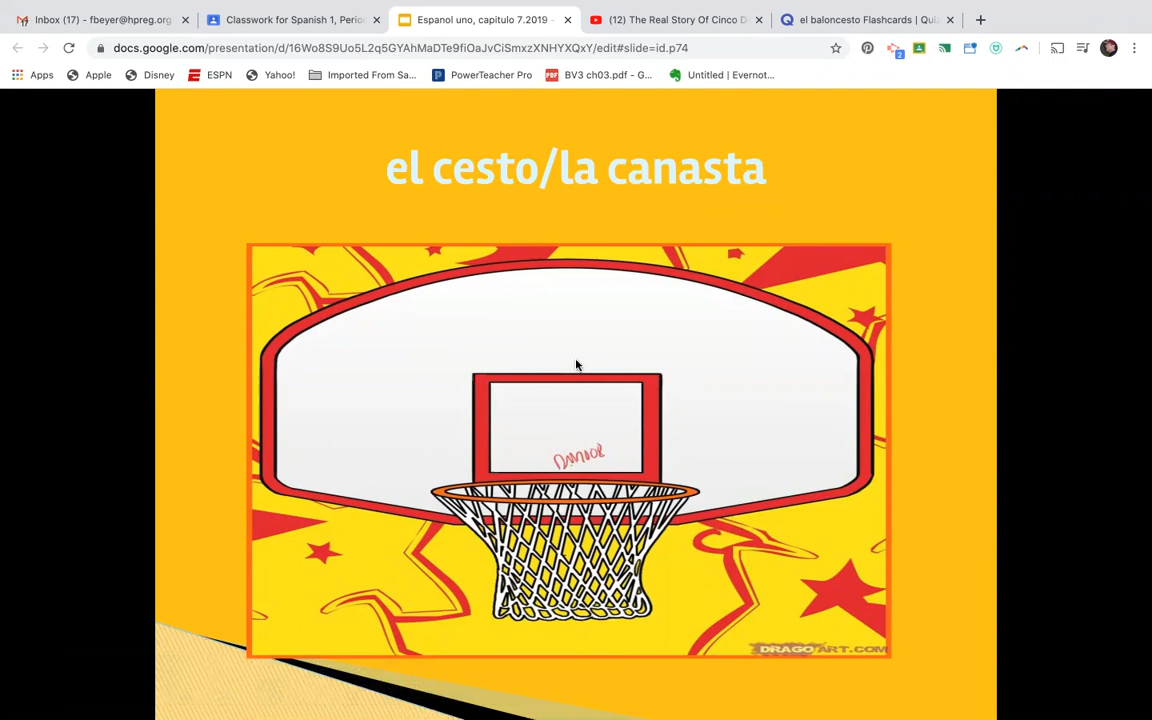 Inbox (17) - fbeyer@hpreg.org
Classwork for Spanish 1, Perio
Espanol uno, capitulo 7.2019 -
(12) The Real Story Of Cinco D
el baloncesto Flashcards | Qui
docs.google.com/presentation/d/16Wo8S9Uo5L2q5GYAhMaDTe9fiOaJvCiSmxzXNHYXQxY/edit#slide=id.p74
2
Apps
Apple
Disney
ESPN
Yahoo!
Imported From Sa...
PowerTeacher Pro
BV3 ch03.pdf - G...
Untitled | Evernot...
el cesto/la canasta
DRAGOART.COM